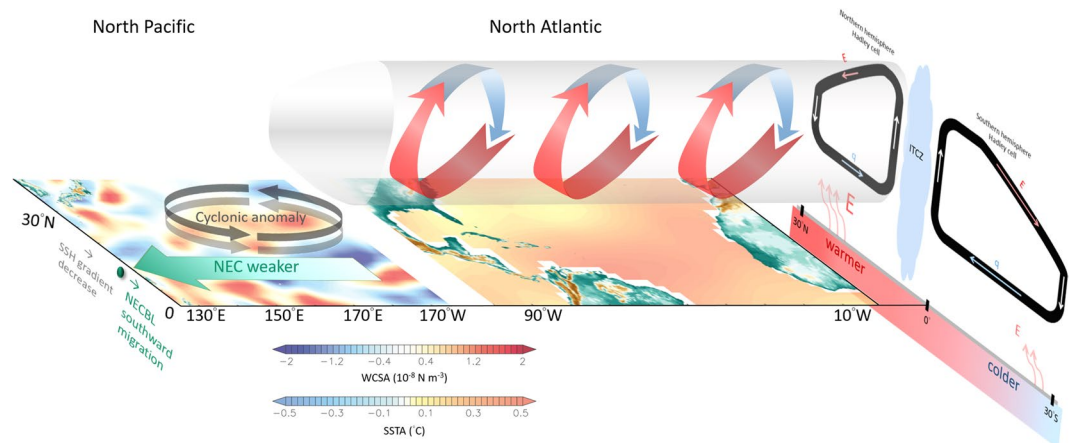 North Pacific
North Atlantic
Northern hemisphere
Hadley cell
E
q
ITCZ
Southern hemisphere
Hadley cell
E
q
E
30°N
warmer
0°
E
colder
30°S
Cyclonic anomaly
NEC weaker
30°N
→ SSH gradient
decrease
→ NECBL
southward
migration
0
130°E
150°E
170°E
170°W
90°W
10°W
−2
−1.2
−0.4
0.4
1.2
2
WCSA (10⁻⁸ N m⁻³)
−0.5
−0.3
−0.1
0.1
0.3
0.5
SSTA (°C)